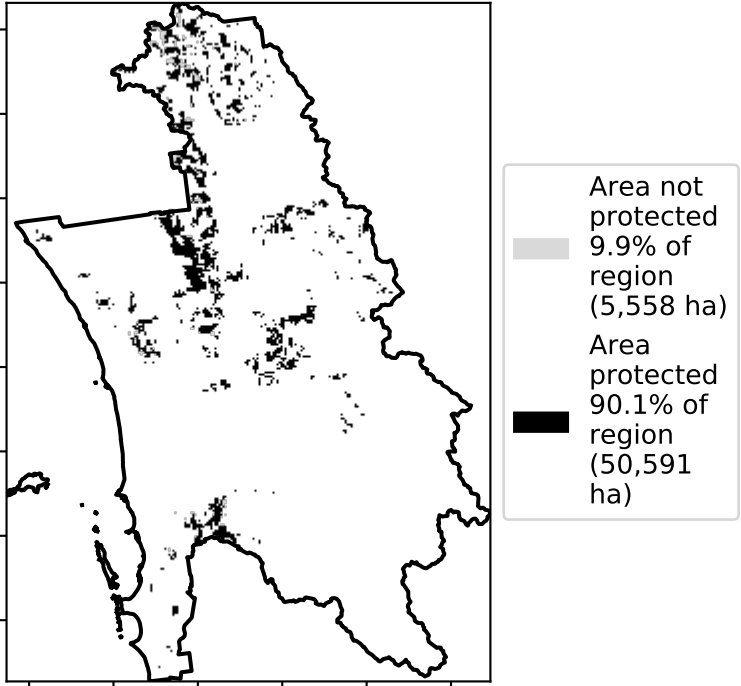 Area not
protected
9.9% of
region
(5,558 ha)
Area
protected
90.1% of
region
(50,591
ha)